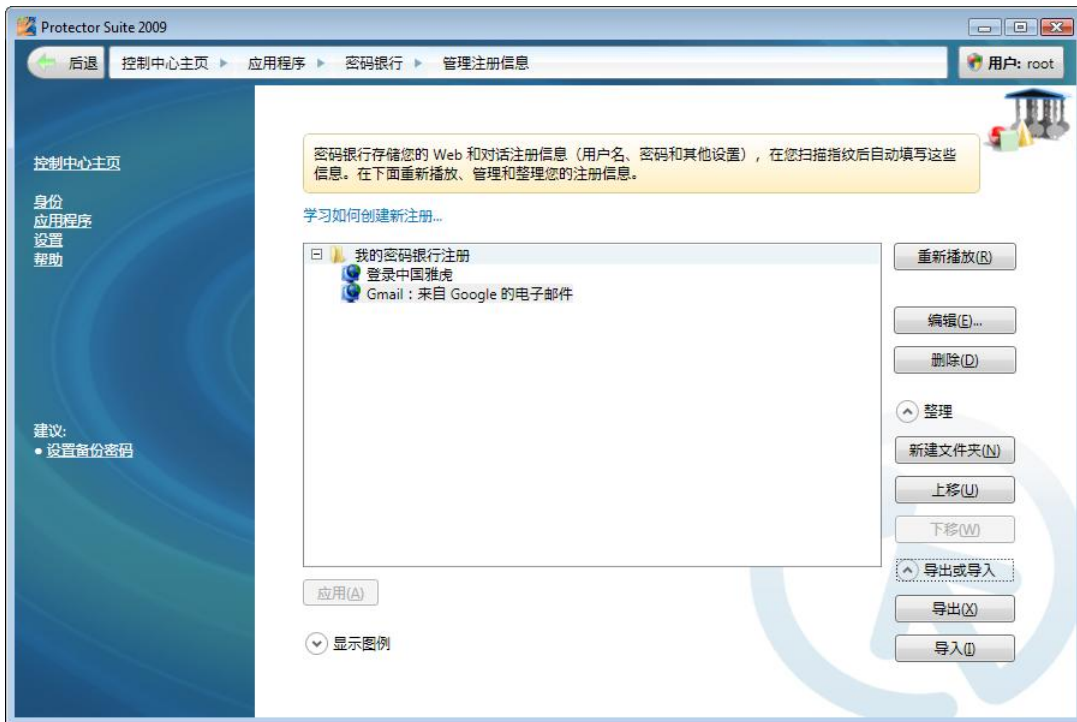 Protector Suite 2009
后退 控制中心主页 应用程序 密码银行 管理注册信息 用户: root
控制中心主页
身份
应用程序
设置
帮助
建议:
• 设置备份密码
密码银行存储您的 Web 和对话注册信息（用户名、密码和其他设置），在您扫描指纹后自动填写这些
信息。在下面重新播放、管理和整理您的注册信息。
学习如何创建新注册...
我的密码银行注册
登录中国雅虎
Gmail：来自 Google 的电子邮件
重新播放(R)
编辑(E)...
删除(D)
整理
新建文件夹(N)
上移(U)
下移(W)
导出或导入
导出(X)
导入(I)
应用(A)
显示图例